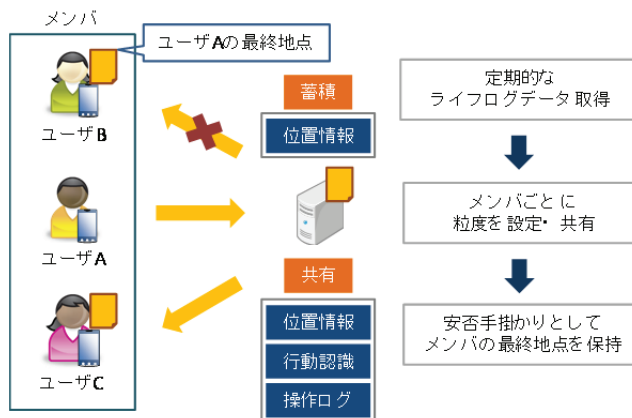 メンバ
ユーザAの最終地点
ユーザB
ユーザA
ユーザC
蓄積
位置情報
共有
位置情報
行動認識
操作ログ
定期的な
ライフログデータ取得
メンバごとに
粒度を設定・共有
安否手掛かりとして
メンバの最終地点を保持